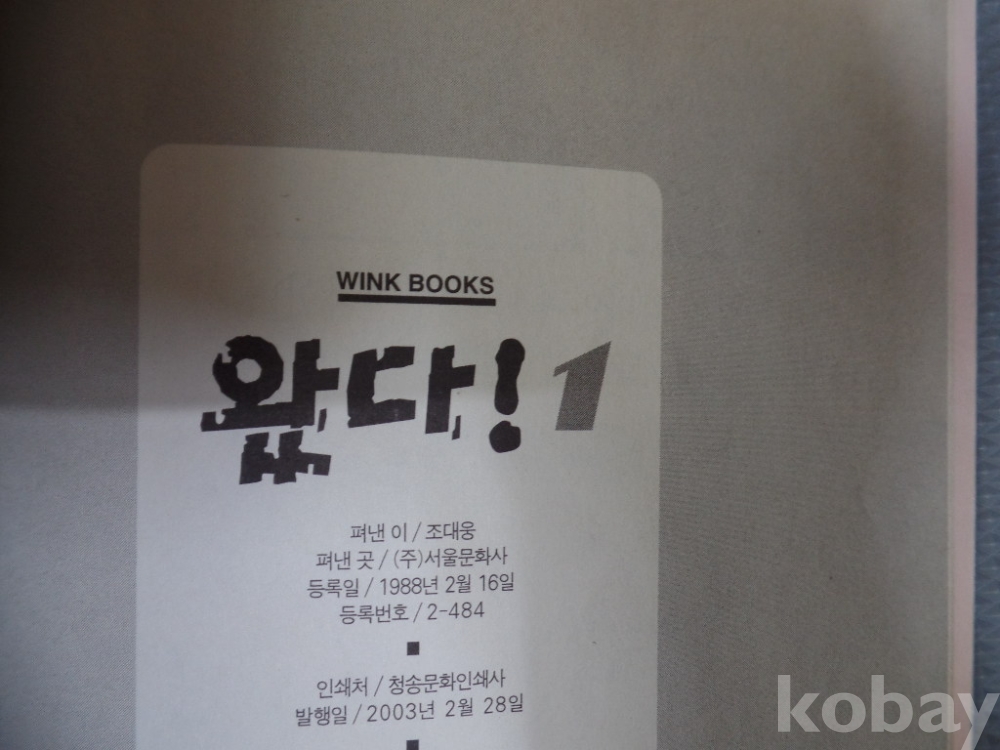 WINK BOOKS
왔다! 1
펴낸 이 / 조대웅
펴낸 곳 / (주)서울문화사
등록일 / 1988년 2월 16일
등록번호 / 2-484
인쇄처 / 청송문화인쇄사
발행일 / 2003년 2월 28일
kobay